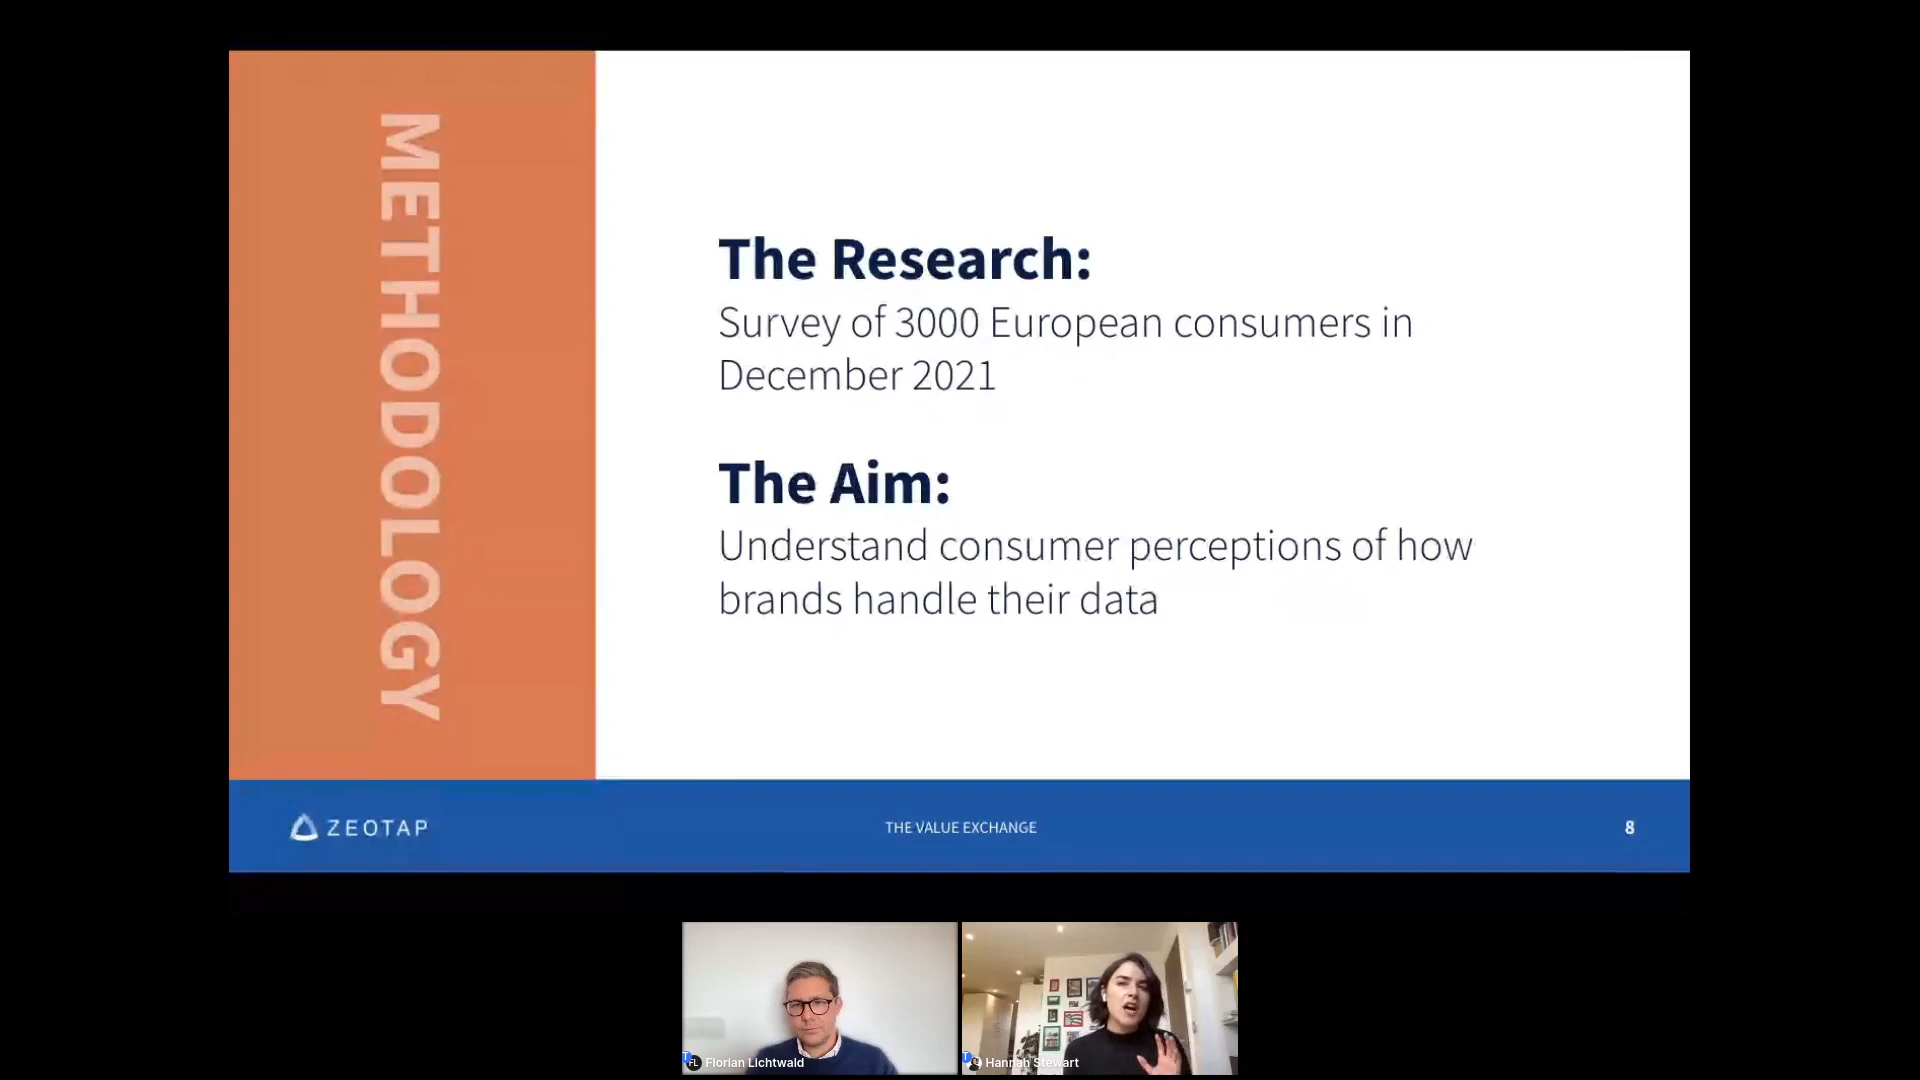 METHODOLOGY
The Research:
Survey of 3000 European consumers in
December 2021
The Aim:
Understand consumer perceptions of how
brands handle their data
ZEOTAP
THE VALUE EXCHANGE
8
FL Florian Lichtwald
Hannah Stewart